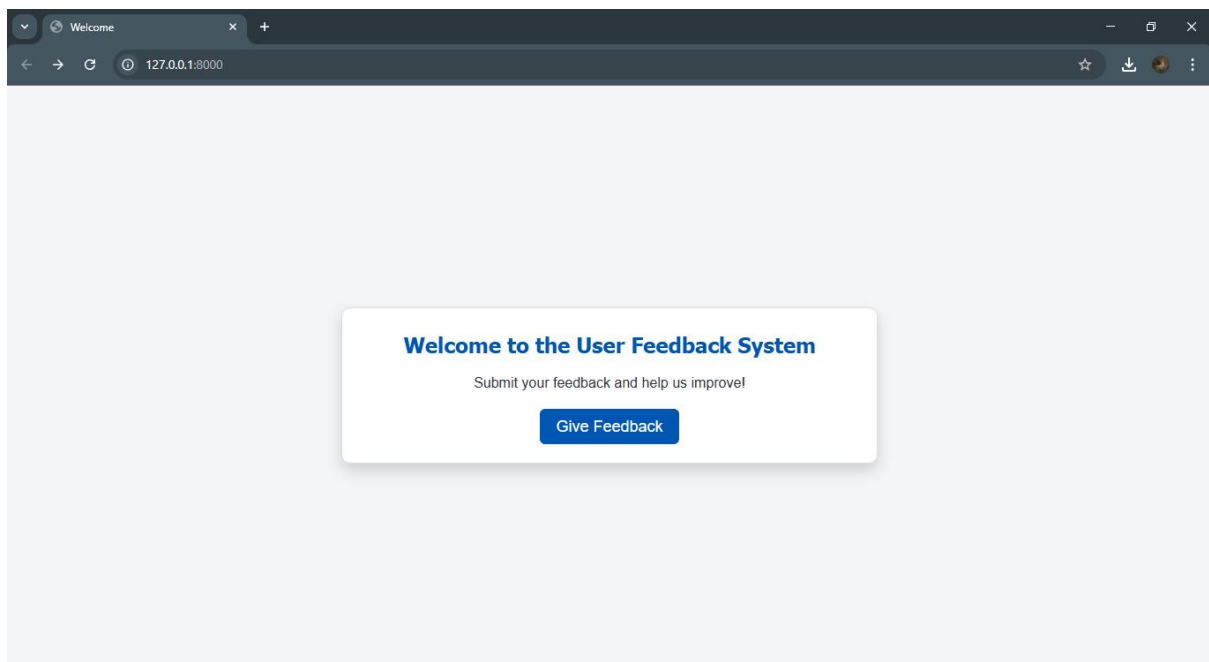 Welcome
127.0.0.1:8000
Welcome to the User Feedback System
Submit your feedback and help us improve!
Give Feedback